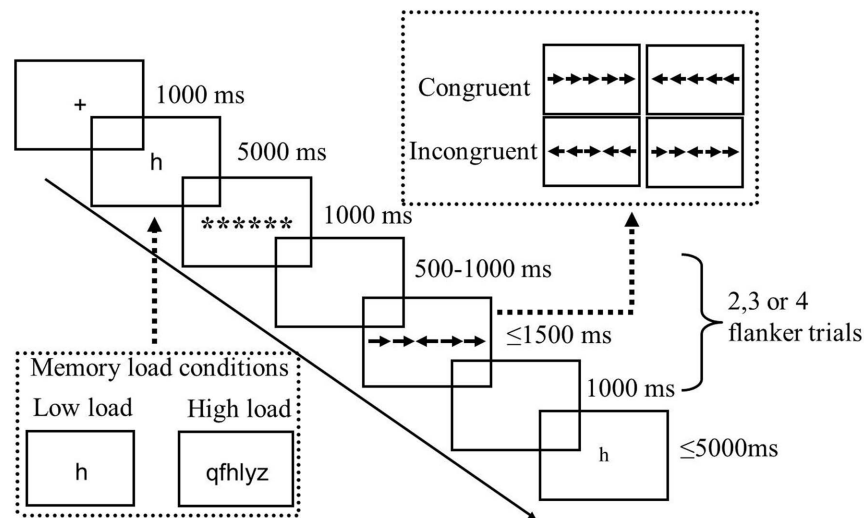 +
1000 ms
h
5000 ms
******
1000 ms
500-1000 ms
≤1500 ms
1000 ms
h
≤5000ms
2,3 or 4
flanker trials
Congruent
Incongruent
Memory load conditions
Low load High load
h qfhlyz